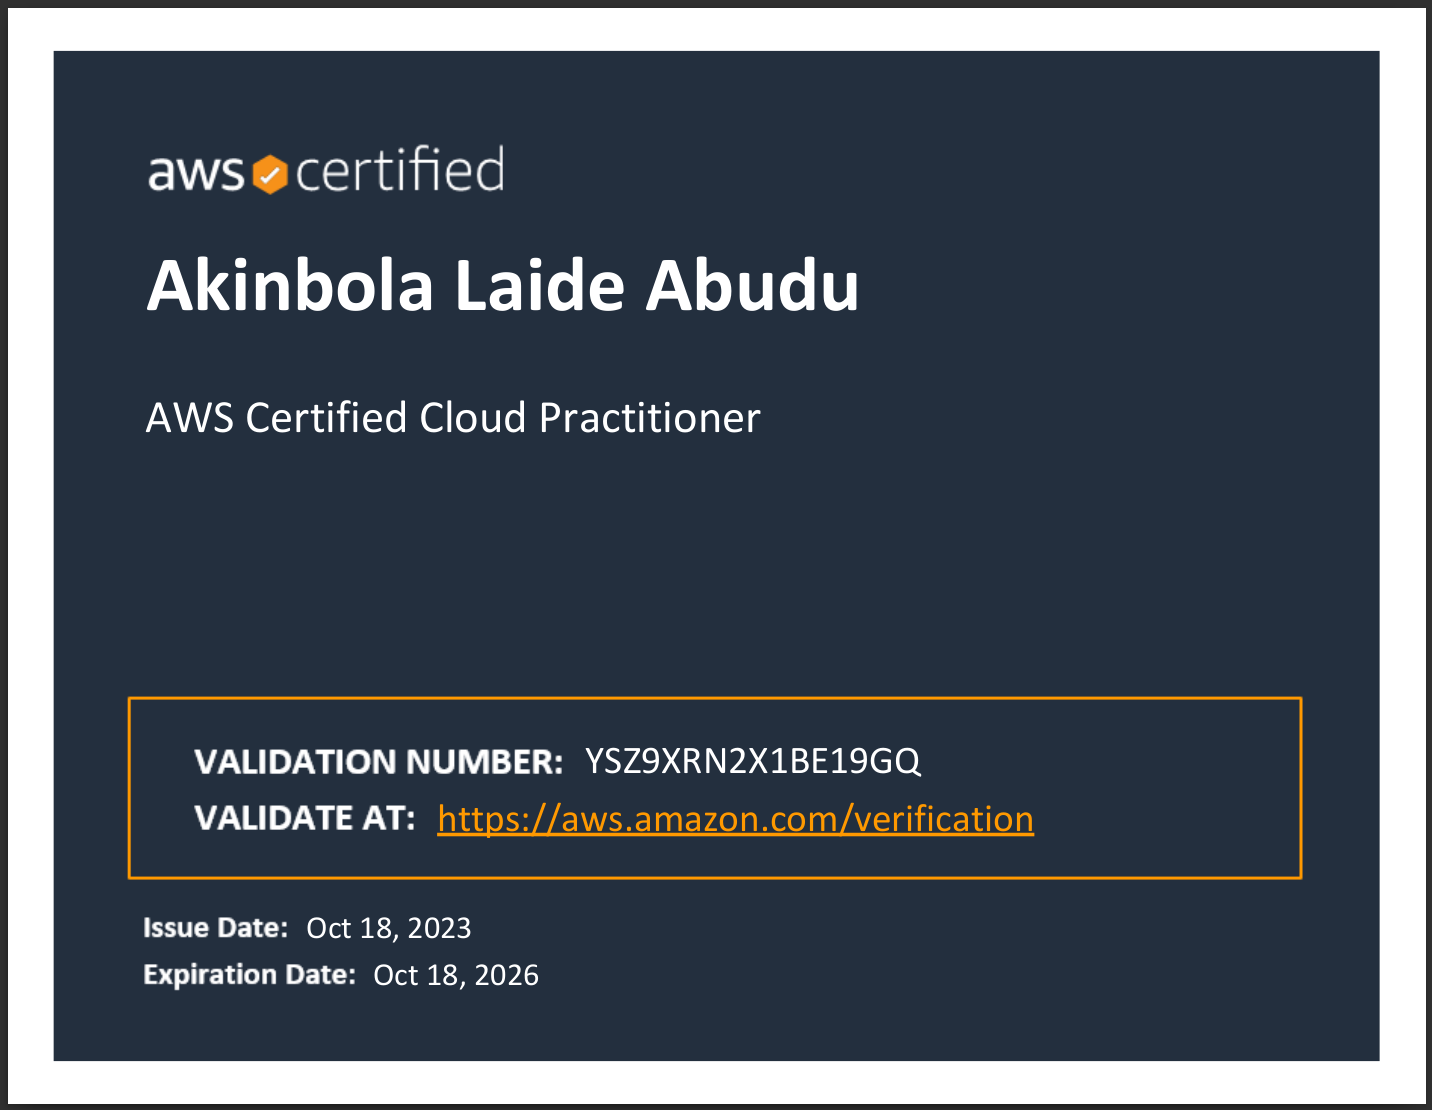 aws certified
Akinbola Laide Abudu
AWS Certified Cloud Practitioner
VALIDATION NUMBER: YSZ9XRN2X1BE19GQ
VALIDATE AT: https://aws.amazon.com/verification
Issue Date: Oct 18, 2023
Expiration Date: Oct 18, 2026